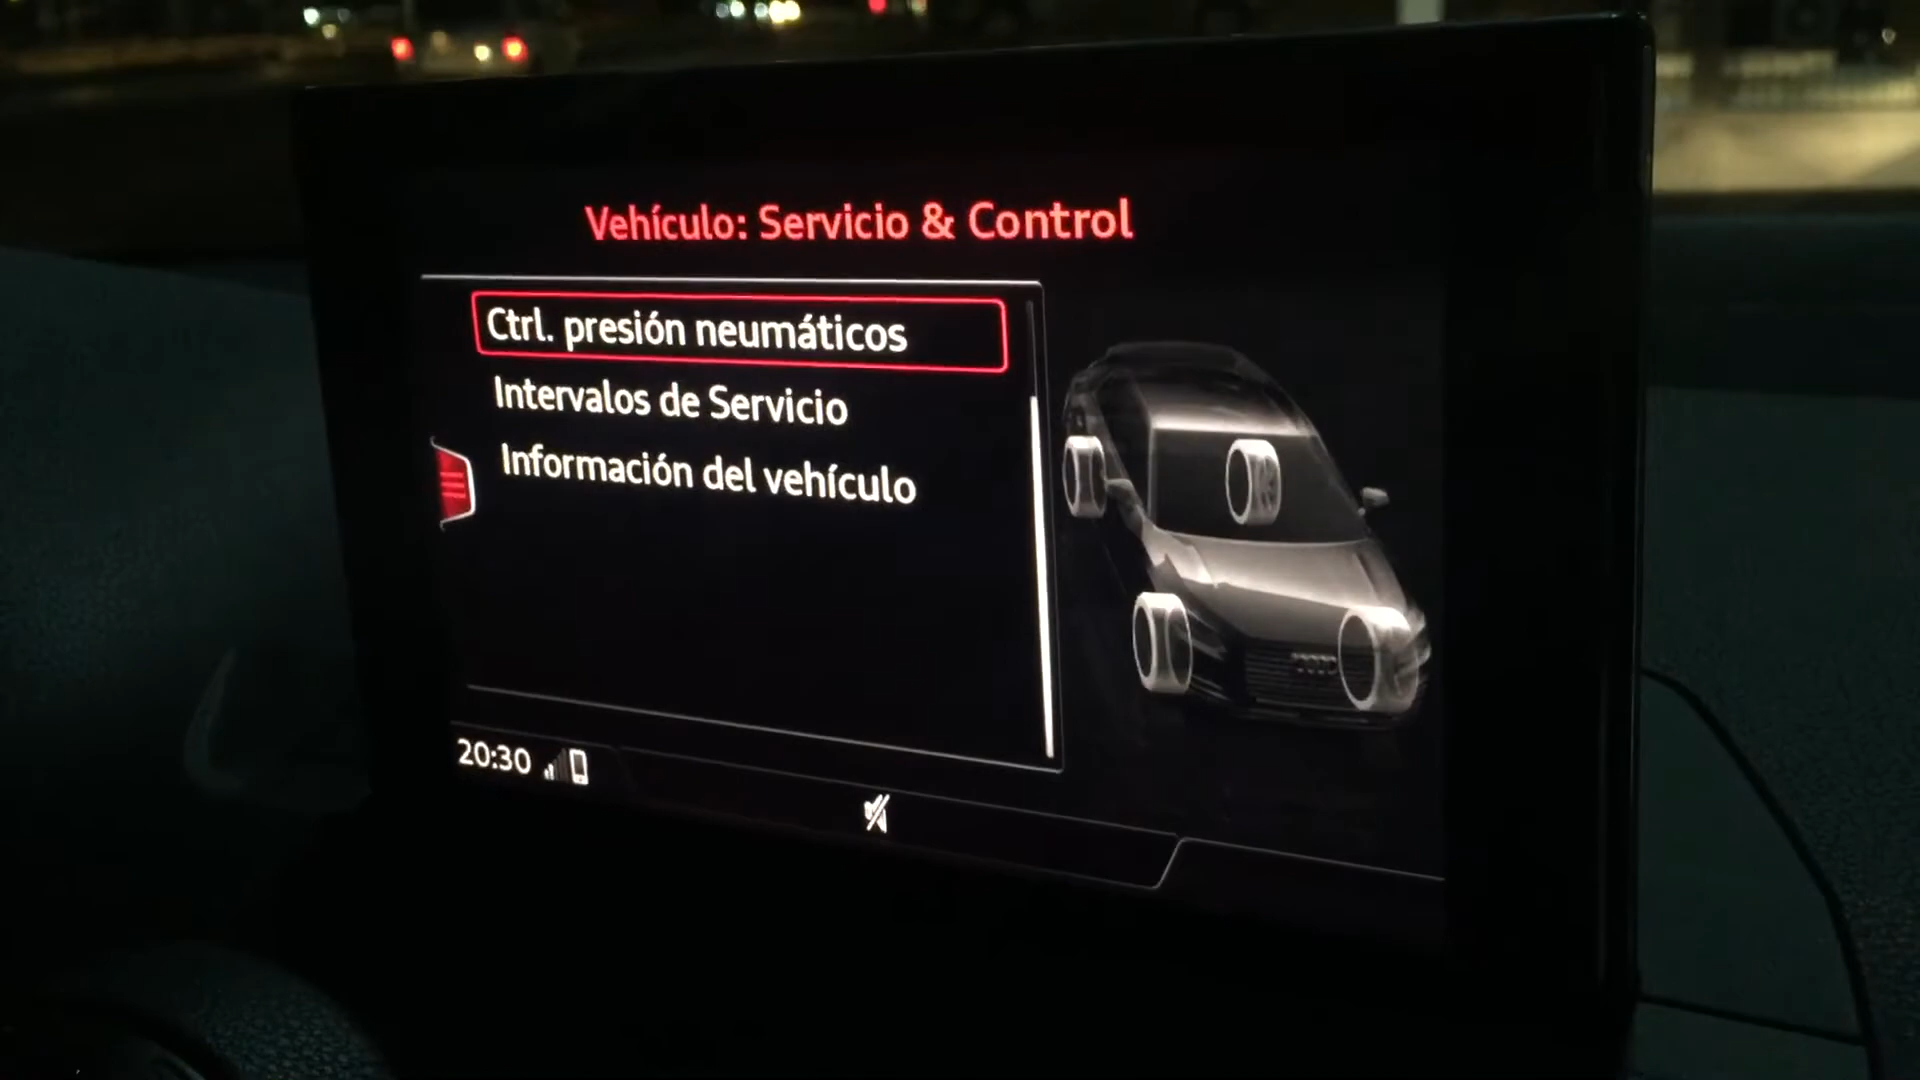 Vehículo: Servicio & Control
Ctrl. presión neumáticos
Intervalos de Servicio
Información del vehículo
20:30